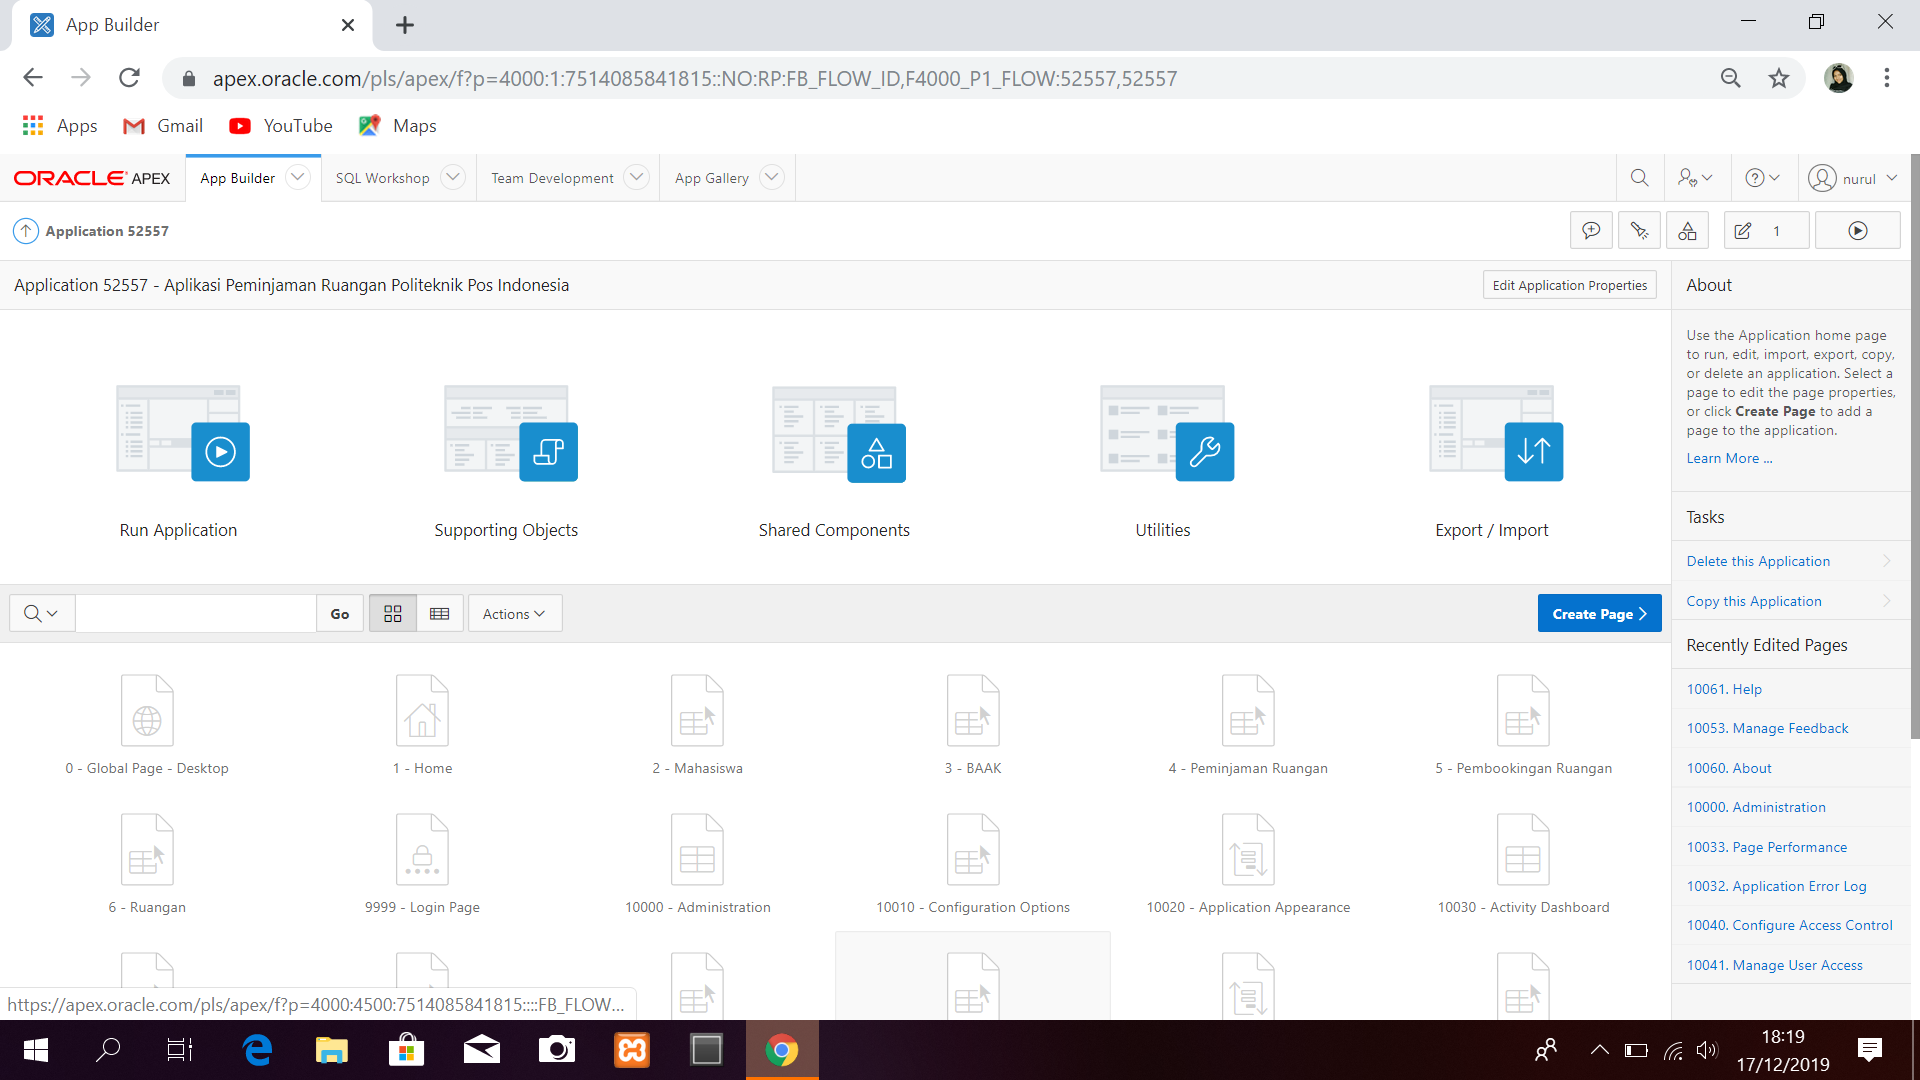 App Builder
apex.oracle.com/pls/apex/f?p=4000:1:7514085841815::NO:RP:FB_FLOW_ID,F4000_P1_FLOW:52557,52557
Apps
Gmail
YouTube
Maps
ORACLE APEX
App Builder
SQL Workshop
Team Development
App Gallery
nurul
Application 52557
1
Application 52557 - Aplikasi Peminjaman Ruangan Politeknik Pos Indonesia
Edit Application Properties
Run Application
Supporting Objects
Shared Components
Utilities
Export / Import
Go
Actions
Create Page
0 - Global Page - Desktop
1 - Home
2 - Mahasiswa
3 - BAAK
4 - Peminjaman Ruangan
5 - Pembookingan Ruangan
6 - Ruangan
9999 - Login Page
10000 - Administration
10010 - Configuration Options
10020 - Application Appearance
10030 - Activity Dashboard
About
Use the Application home page
to run, edit, import, export, copy,
or delete an application. Select a
page to edit the page properties,
or click Create Page to add a
page to the application.
Learn More ...
Tasks
Delete this Application
Copy this Application
Recently Edited Pages
10061. Help
10053. Manage Feedback
10060. About
10000. Administration
10033. Page Performance
10032. Application Error Log
10040. Configure Access Control
10041. Manage User Access
https://apex.oracle.com/pls/apex/f?p=4000:4500:7514085841815::::FB_FLOW...
18:19
17/12/2019